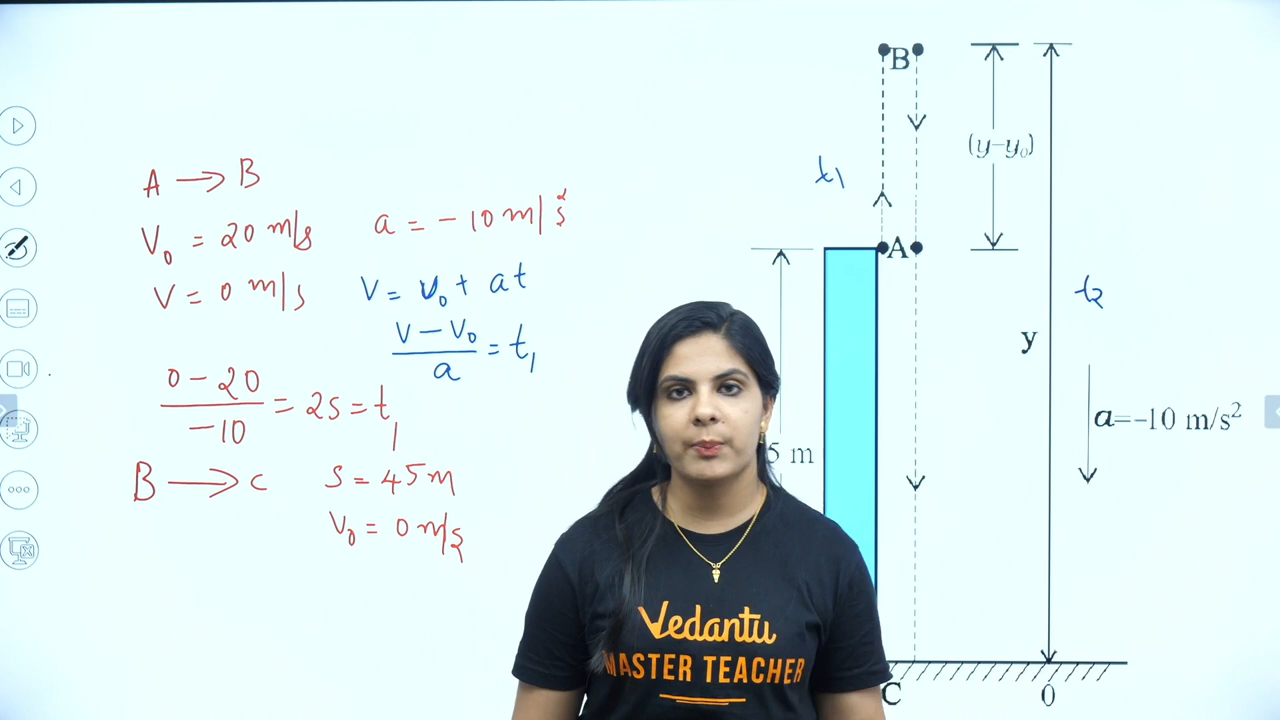 A → B
V₀ = 20 m/s a = -10 m/s²
V = 0 m/s V = v₀ + at
(V - V₀)/a = t₁
(0 - 20)/(-10) = 2s = t₁
B → C S = 45 m
V₀ = 0 m/s
B
(y-y₀)
t₁
A
t₂
y
a=-10 m/s²
5 m
C
0
Vedantu
MASTER TEACHER